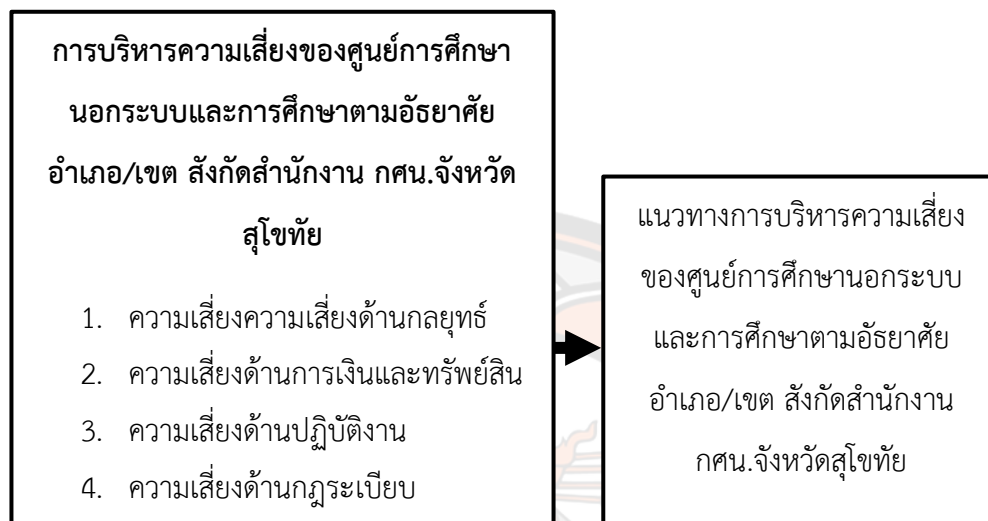 การบริหารความเสี่ยงของศูนย์การศึกษา
นอกระบบและการศึกษาตามอัธยาศัย
อำเภอ/เขต สังกัดสำนักงาน กศน.จังหวัด
สุโขทัย
1. ความเสี่ยงความเสี่ยงด้านกลยุทธ์
2. ความเสี่ยงด้านการเงินและทรัพย์สิน
3. ความเสี่ยงด้านปฏิบัติงาน
4. ความเสี่ยงด้านกฎระเบียบ
แนวทางการบริหารความเสี่ยง
ของศูนย์การศึกษานอกระบบ
และการศึกษาตามอัธยาศัย
อำเภอ/เขต สังกัดสำนักงาน
กศน.จังหวัดสุโขทัย